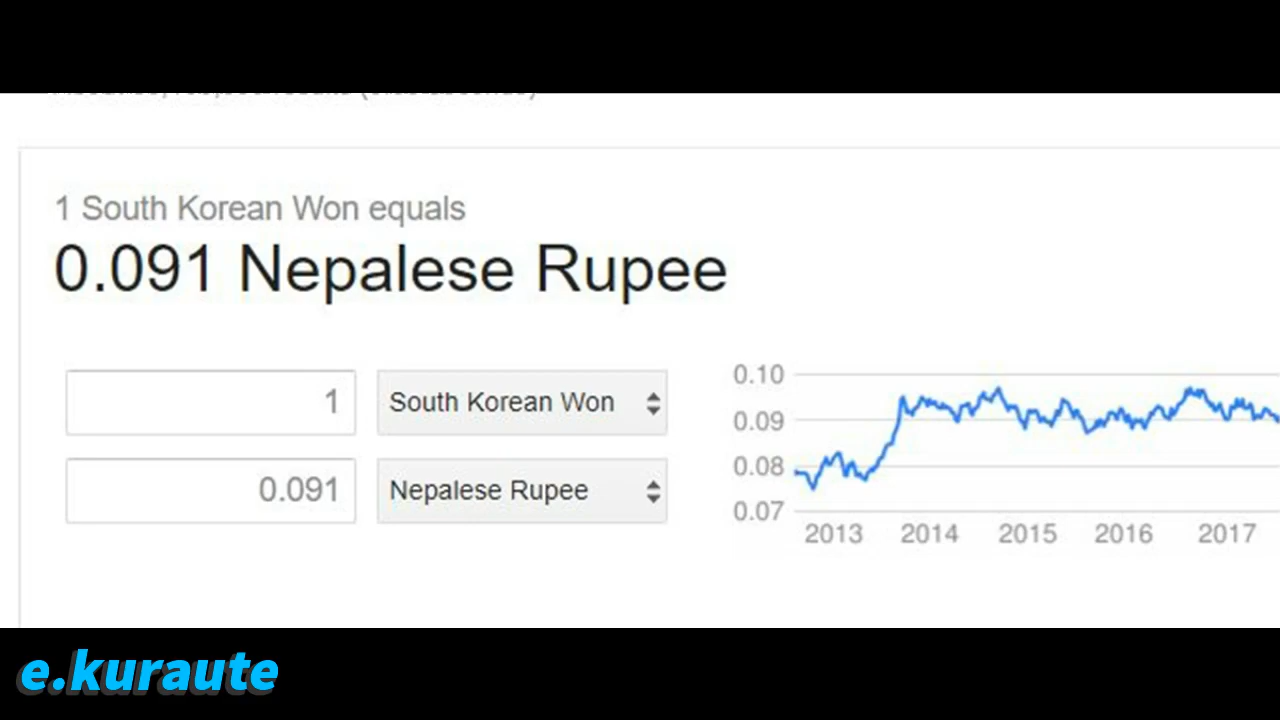 1 South Korean Won equals
0.091 Nepalese Rupee
1 South Korean Won
0.091 Nepalese Rupee
0.10
0.09
0.08
0.07
2013 2014 2015 2016 2017
e.kuraute